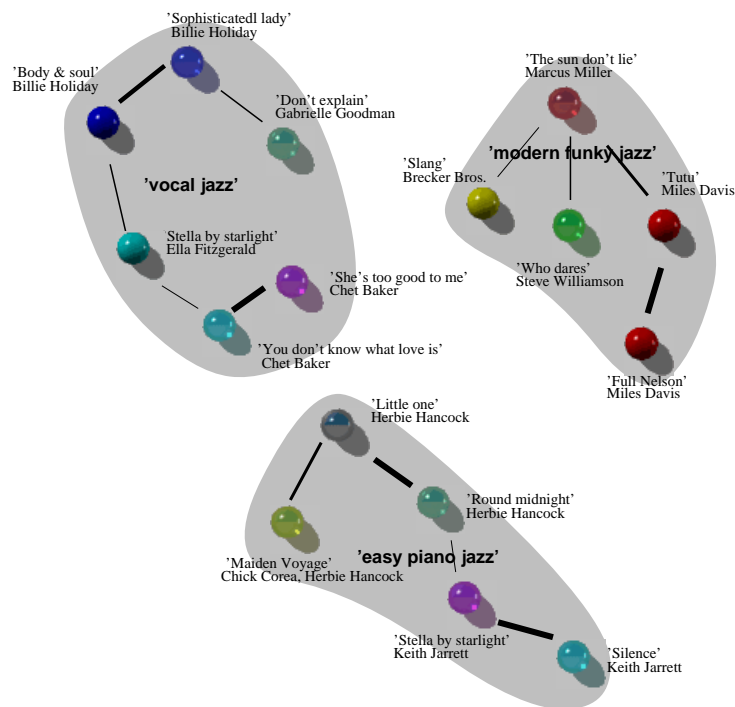 ’Sophisticatedl lady’
Billie Holiday
’Body & soul’
Billie Holiday
’Don’t explain’
Gabrielle Goodman
’vocal jazz’
’Stella by starlight’
Ella Fitzgerald
’She’s too good to me’
Chet Baker
’You don’t know what love is’
Chet Baker
’The sun don’t lie’
Marcus Miller
’modern funky jazz’
’Slang’
Brecker Bros.
’Tutu’
Miles Davis
’Who dares’
Steve Williamson
’Full Nelson’
Miles Davis
’Little one’
Herbie Hancock
’Round midnight’
Herbie Hancock
’easy piano jazz’
’Maiden Voyage’
Chick Corea, Herbie Hancock
’Stella by starlight’
Keith Jarrett
’Silence’
Keith Jarrett